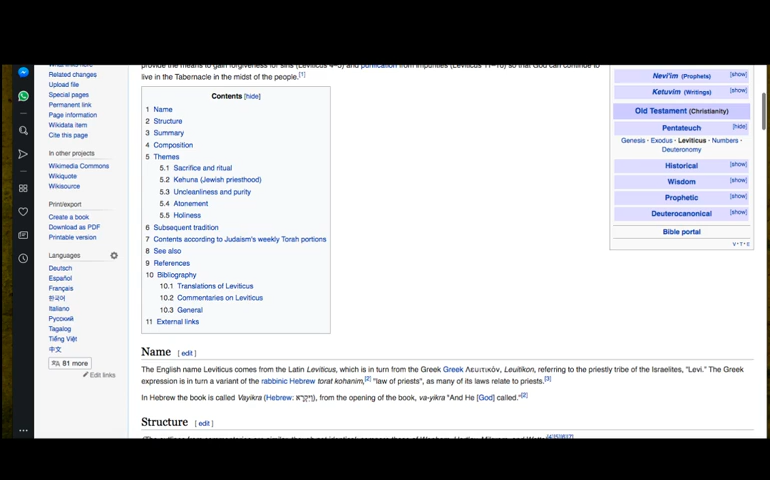 What links here
Related changes
Upload file
Special pages
Permanent link
Page information
Wikidata item
Cite this page
In other projects
Wikimedia Commons
Wikiquote
Wikisource
Print/export
Create a book
Download as PDF
Printable version
Languages
Deutsch
Español
Français
한국어
Italiano
Русский
Tagalog
Tiếng Việt
中文
81 more
Edit links
provide the means to gain forgiveness for sins (Leviticus 4–5) and purification from impurities (Leviticus 11–16) so that God can continue to
live in the Tabernacle in the midst of the people.[1]
Contents [hide]
1 Name
2 Structure
3 Summary
4 Composition
5 Themes
5.1 Sacrifice and ritual
5.2 Kehuna (Jewish priesthood)
5.3 Uncleanliness and purity
5.4 Atonement
5.5 Holiness
6 Subsequent tradition
7 Contents according to Judaism's weekly Torah portions
8 See also
9 References
10 Bibliography
10.1 Translations of Leviticus
10.2 Commentaries on Leviticus
10.3 General
11 External links
Name [ edit ]
The English name Leviticus comes from the Latin Leviticus, which is in turn from the Greek Greek Λευιτικόν, Leuitikon, referring to the priestly tribe of the Israelites, "Levi." The Greek
expression is in turn a variant of the rabbinic Hebrew torat kohanim,[2] "law of priests", as many of its laws relate to priests.[3]
In Hebrew the book is called Vayikra (Hebrew: וַיִּקְרָא), from the opening of the book, va-yikra "And He [God] called."[2]
Structure [ edit ]
Nevi'im (Prophets) [show]
Ketuvim (Writings) [show]
Old Testament (Christianity)
Pentateuch [hide]
Genesis · Exodus · Leviticus · Numbers ·
Deuteronomy
Historical [show]
Wisdom [show]
Prophetic [show]
Deuterocanonical [show]
Bible portal
V·T·E